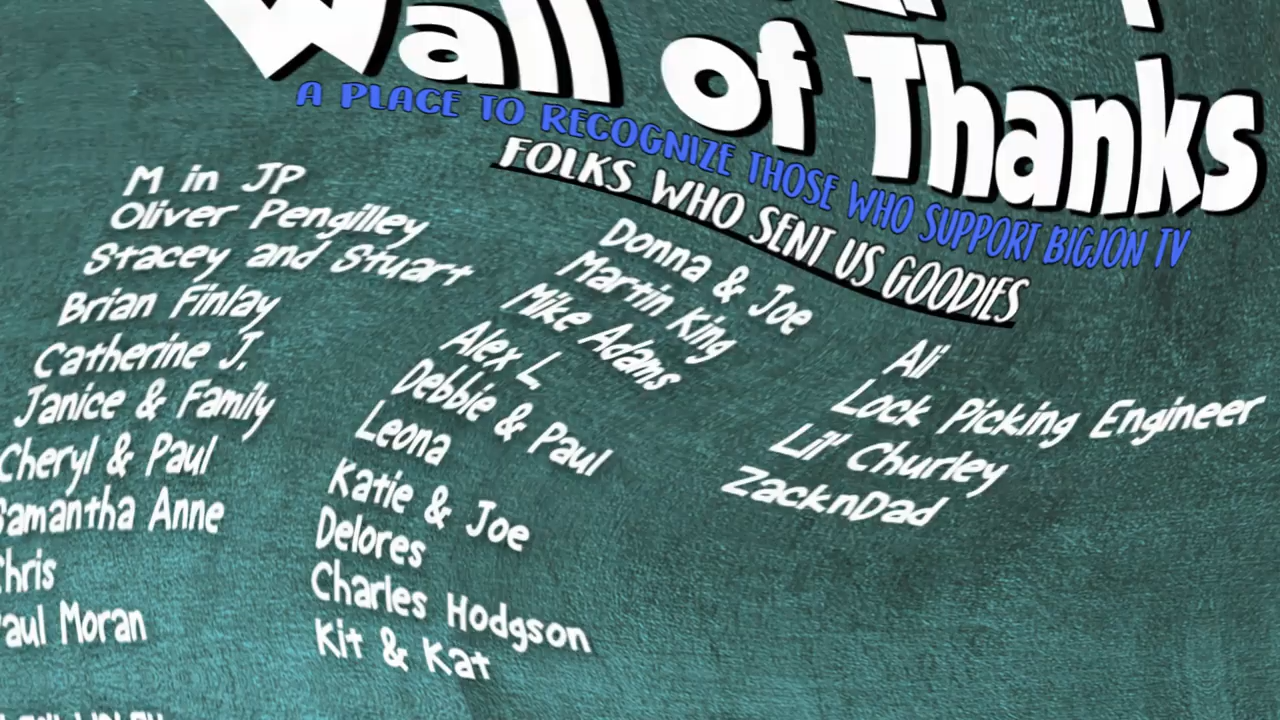 Wall of Thanks
A PLACE TO RECOGNIZE THOSE WHO SUPPORT BIGJON TV
FOLKS WHO SENT US GOODIES
M in JP
Oliver Pengilley
Stacey and Stuart
Brian Finlay
Catherine J.
Janice & Family
Cheryl & Paul
Samantha Anne
Chris
Paul Moran
Donna & Joe
Martin King
Mike Adams
Alex L.
Debbie & Paul
Leona
Katie & Joe
Delores
Charles Hodgson
Kit & Kat
Ali
Lock Picking Engineer
Lil' Churley
ZacknDad